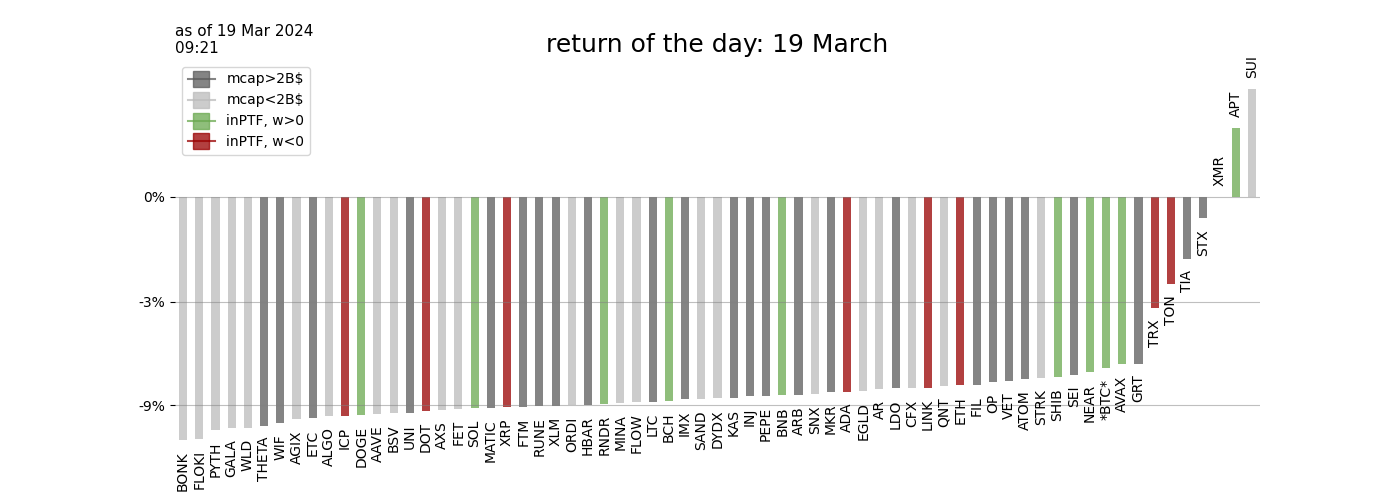 as of 19 Mar 2024
09:21
return of the day: 19 March
mcap>2B$
mcap<2B$
inPTF, w>0
inPTF, w<0
0%
-3%
-9%
BONK
FLOKI
PYTH
GALA
WLD
THETA
WIF
AGIX
ETC
ALGO
ICP
DOGE
AAVE
BSV
UNI
DOT
AXS
FET
SOL
MATIC
XRP
FTM
RUNE
XLM
ORDI
HBAR
RNDR
MINA
FLOW
LTC
BCH
IMX
SAND
DYDX
KAS
INJ
PEPE
BNB
ARB
SNX
MKR
ADA
EGLD
AR
LDO
CFX
LINK
QNT
ETH
FIL
OP
VET
ATOM
STRK
SHIB
SEI
NEAR
*BTC*
AVAX
GRT
TRX
TON
TIA
STX
XMR
APT
SUI